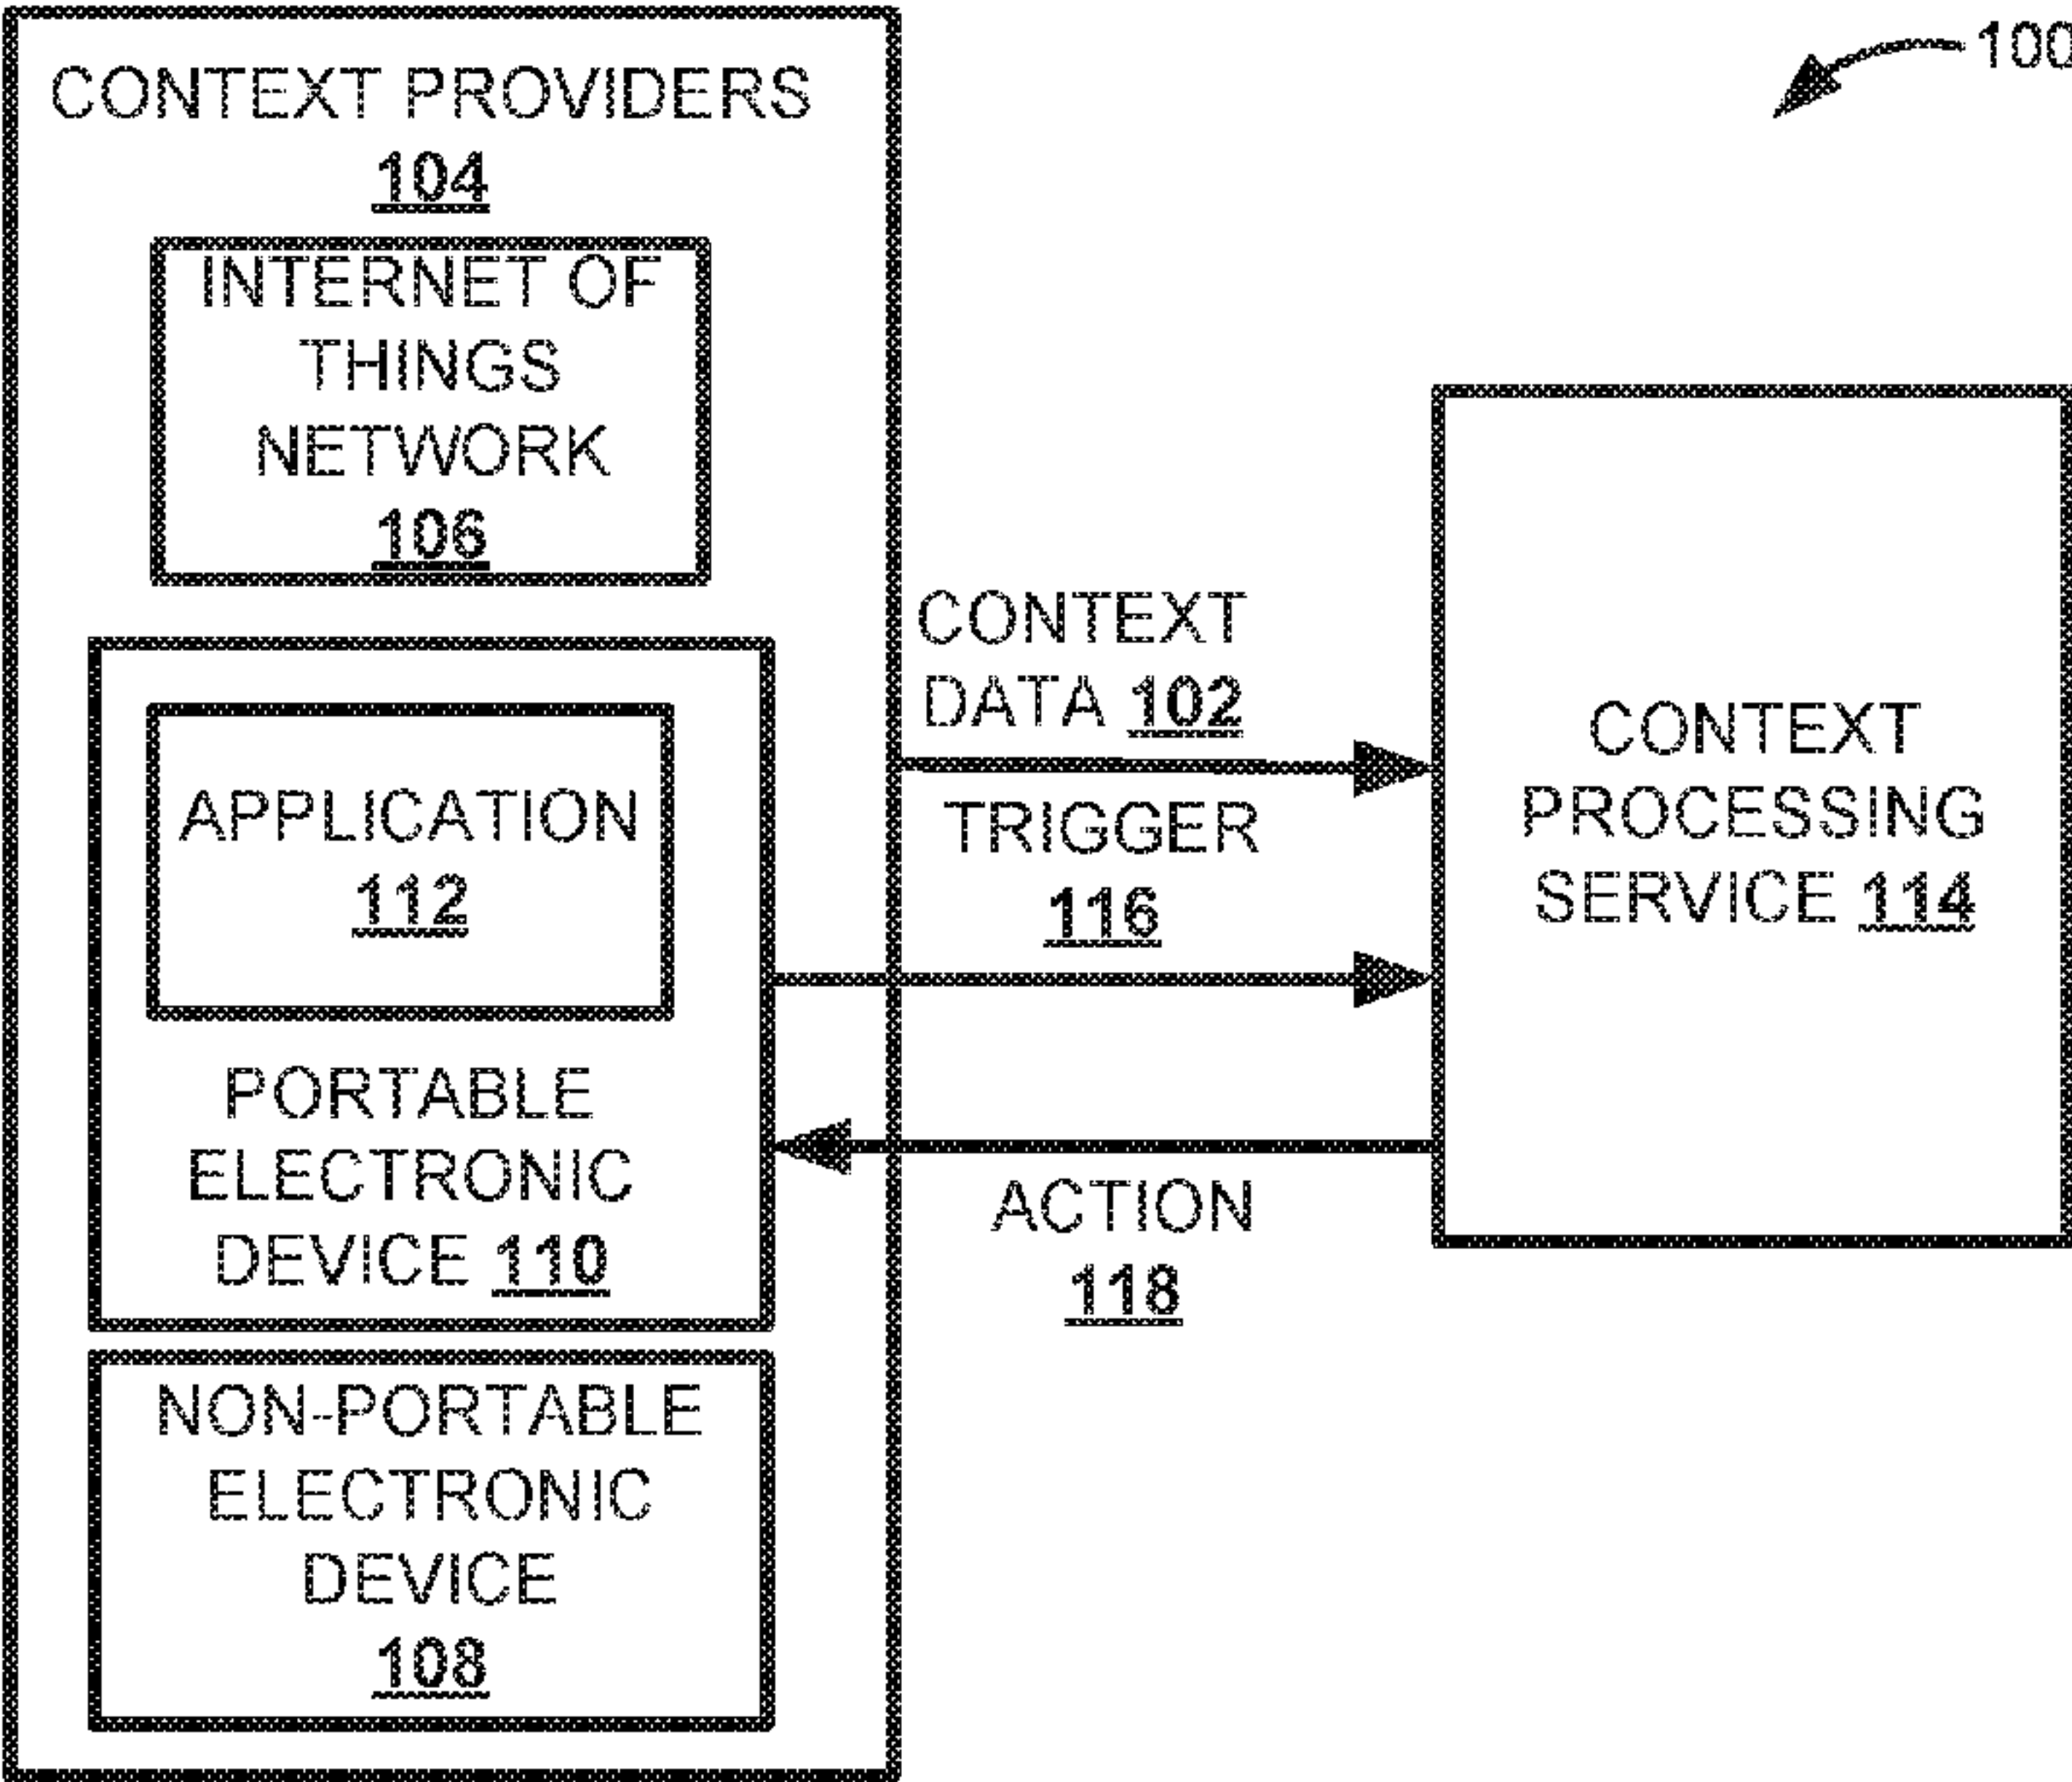 100
CONTEXT PROVIDERS
104
INTERNET OF
THINGS
NETWORK
106
APPLICATION
112
PORTABLE
ELECTRONIC
DEVICE 110
NON-PORTABLE
ELECTRONIC
DEVICE
108
CONTEXT
DATA 102
TRIGGER
116
ACTION
118
CONTEXT
PROCESSING
SERVICE 114